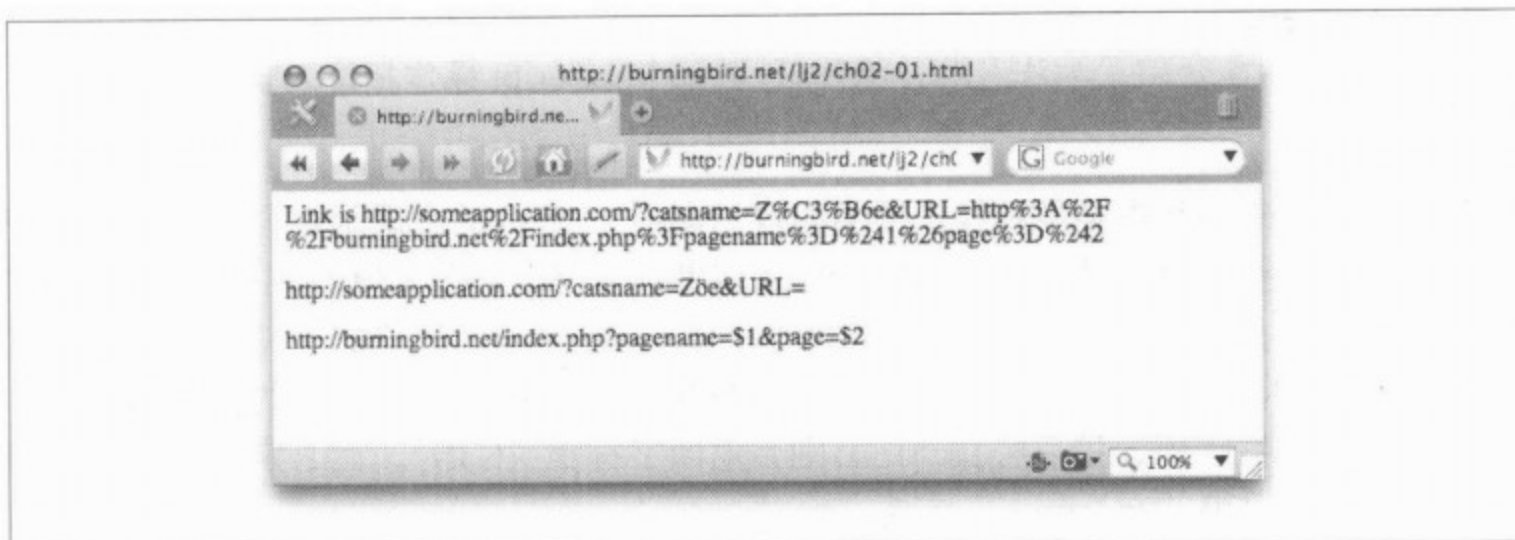 http://burningbird.net/lj2/ch02-01.html
http://burningbird.ne...
http://burningbird.net/lj2/ch( Google
Link is http://someapplication.com/?catsname=Z%C3%B6e&URL=http%3A%2F
%2Fburningbird.net%2Findex.php%3Fpagename%3D%241%26page%3D%242
http://someapplication.com/?catsname=Zöe&URL=
http://burningbird.net/index.php?pagename=$1&page=$2
100%